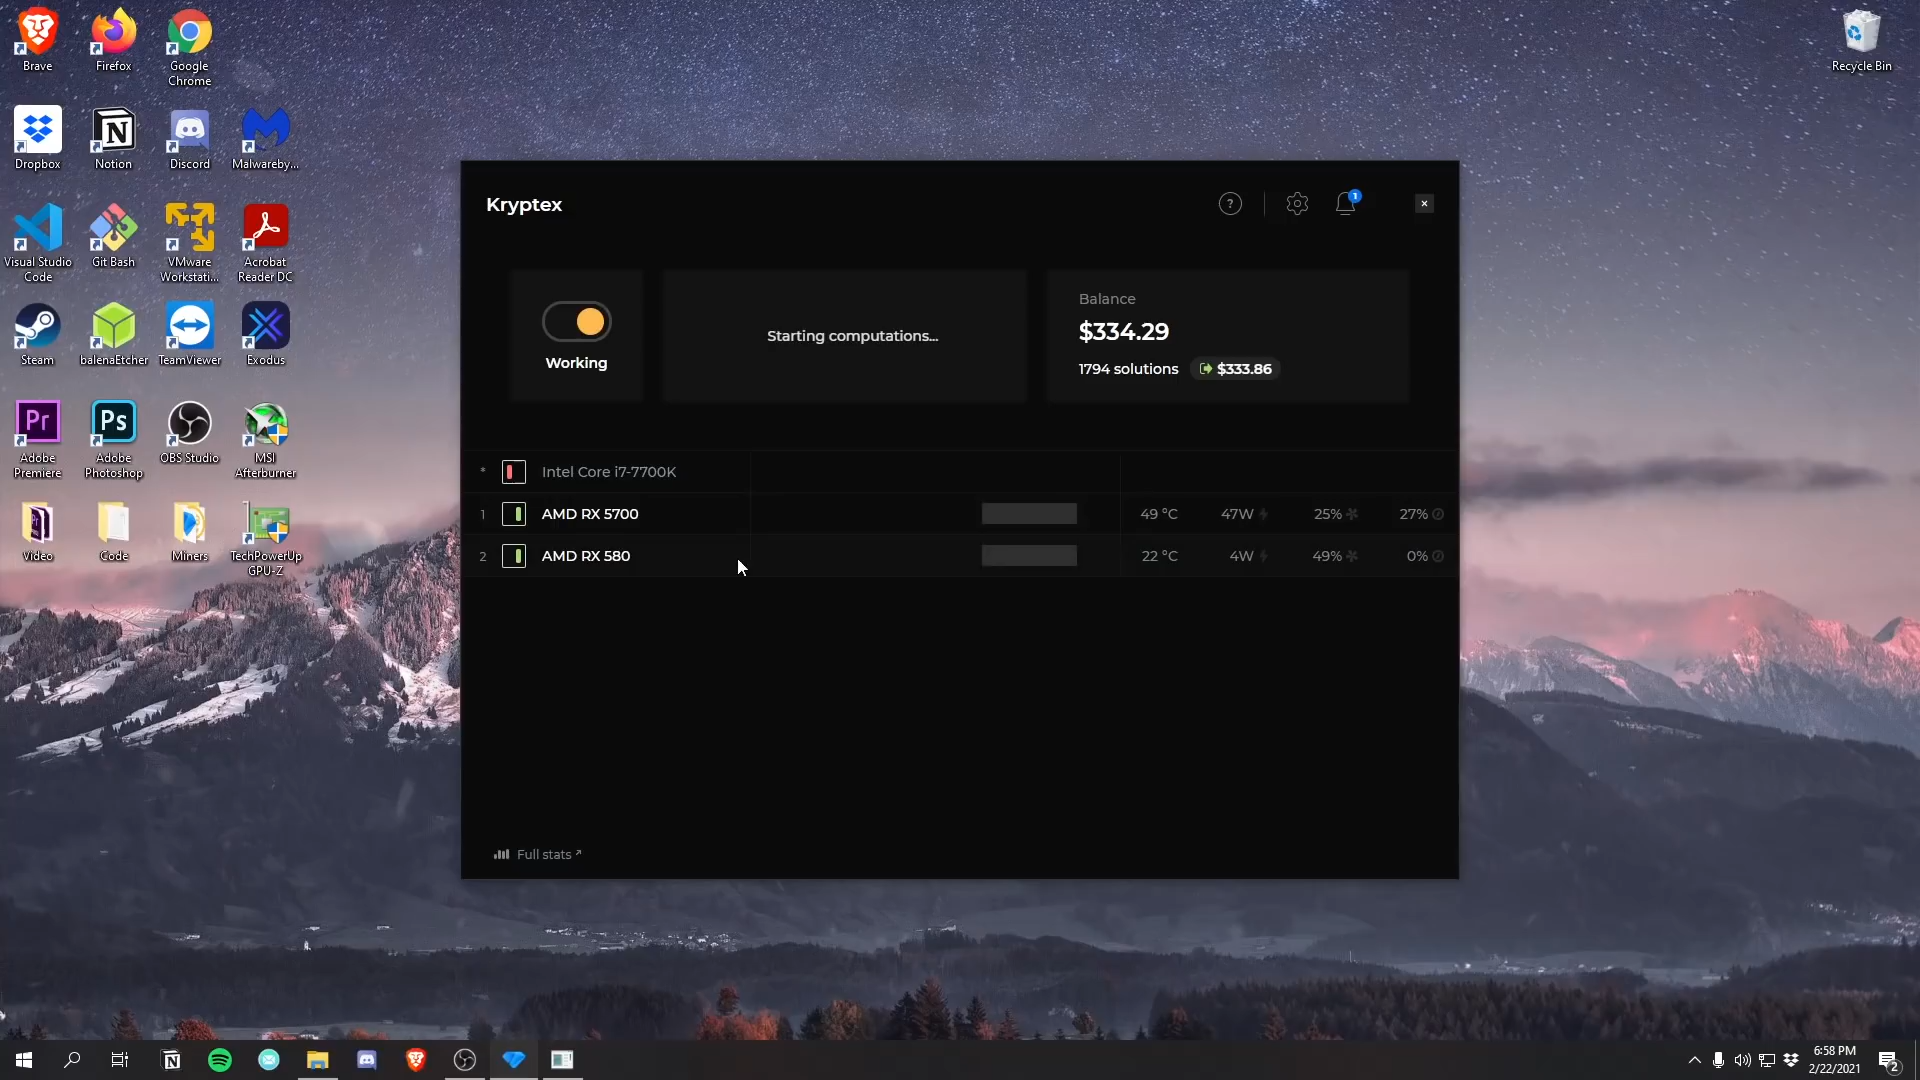 Brave
Firefox
Google
Chrome
Recycle Bin
Dropbox
Notion
Discord
Malwareby...
Visual Studio
Code
Git Bash
VMware
Workstati...
Acrobat
Reader DC
Steam
balenaEtcher
TeamViewer
Exodus
Pr
Ps
Adobe
Premiere
Adobe
Photoshop
OBS Studio
MSI
Afterburner
Video
Code
Miners
TechPowerUp
GPU-Z
Kryptex
?
1
×
Working
Starting computations...
Balance
$334.29
1794 solutions
$333.86
* Intel Core i7-7700K
1 AMD RX 5700 49 °C 47W 25% 27%
2 AMD RX 580 22 °C 4W 49% 0%
Full stats ↗
6:58 PM
2/22/2021
2